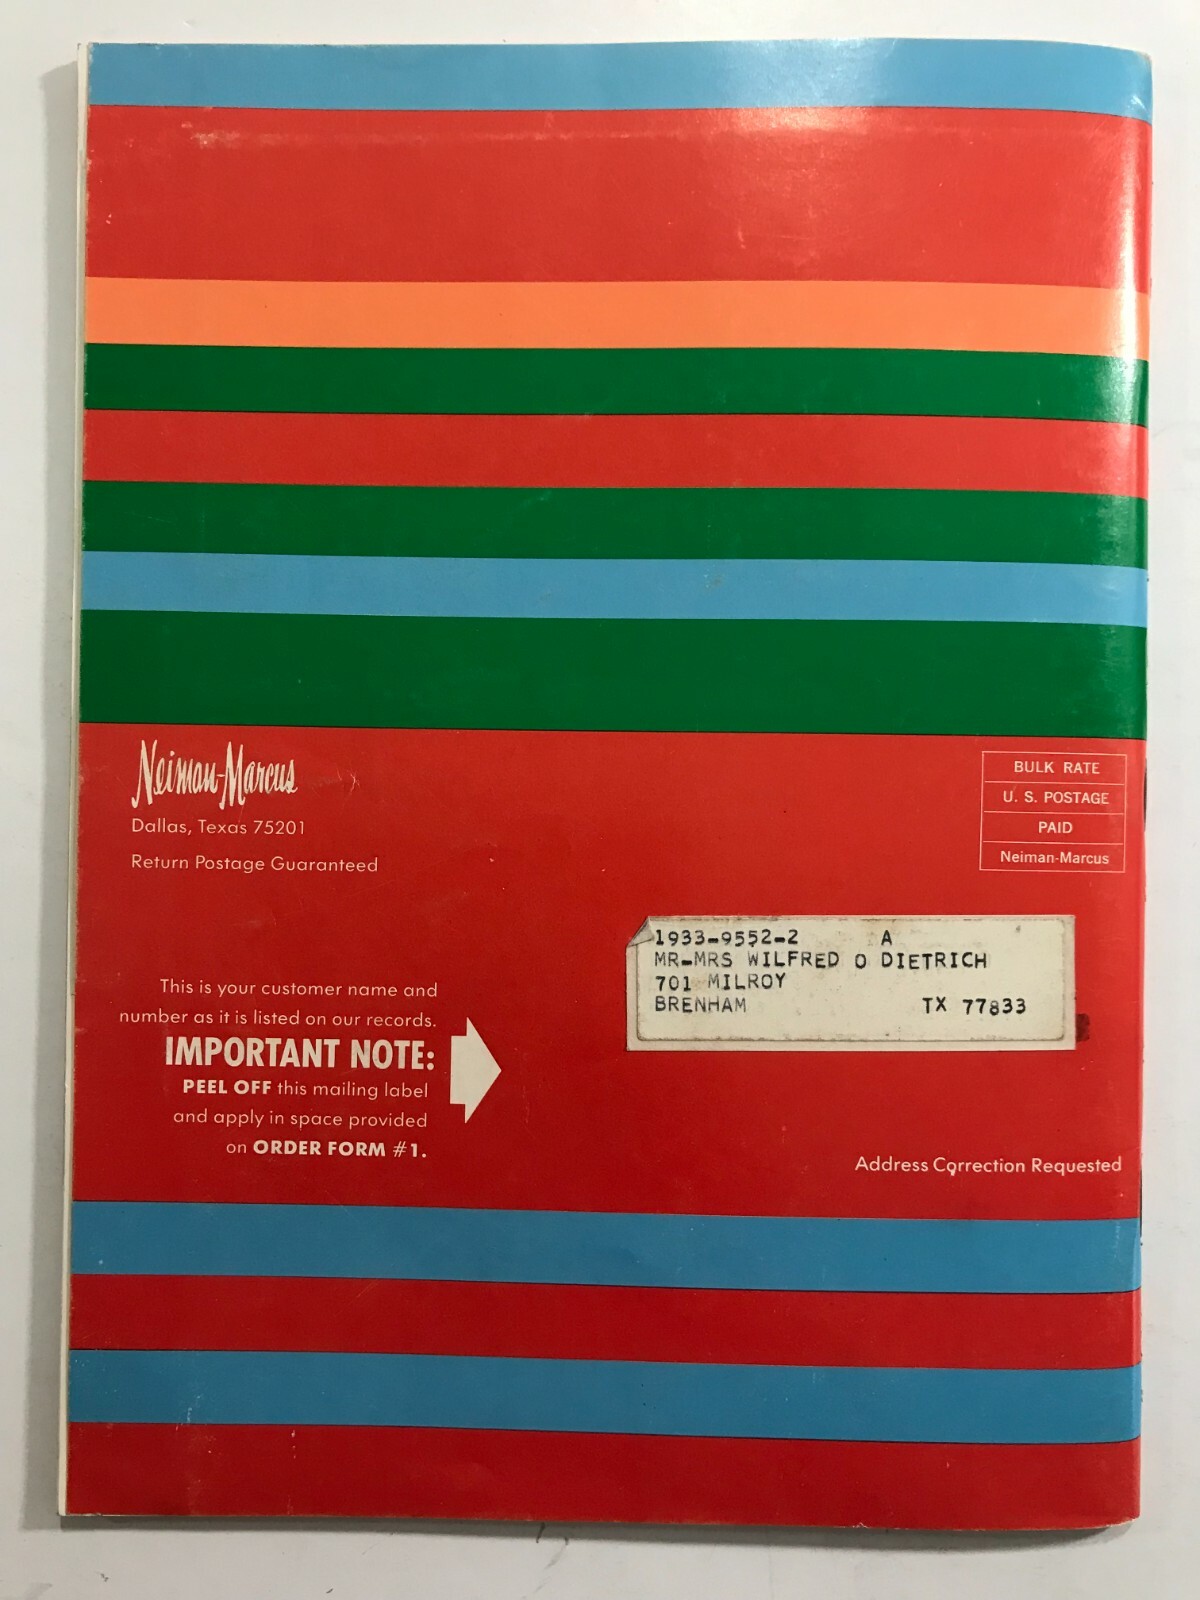 Neiman-Marcus
Dallas, Texas 75201
Return Postage Guaranteed
BULK RATE
U. S. POSTAGE
PAID
Neiman-Marcus
1933-9552-2 A
MR-MRS WILFRED O DIETRICH
701 MILROY
BRENHAM TX 77833
This is your customer name and
number as it is listed on our records.
IMPORTANT NOTE:
PEEL OFF this mailing label
and apply in space provided
on ORDER FORM #1.
Address Correction Requested